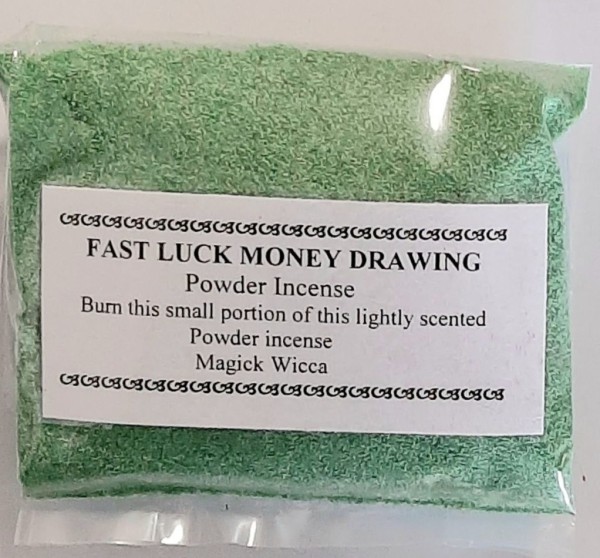 FAST LUCK MONEY DRAWING
Powder Incense
Burn this small portion of this lightly scented
Powder incense
Magick Wicca